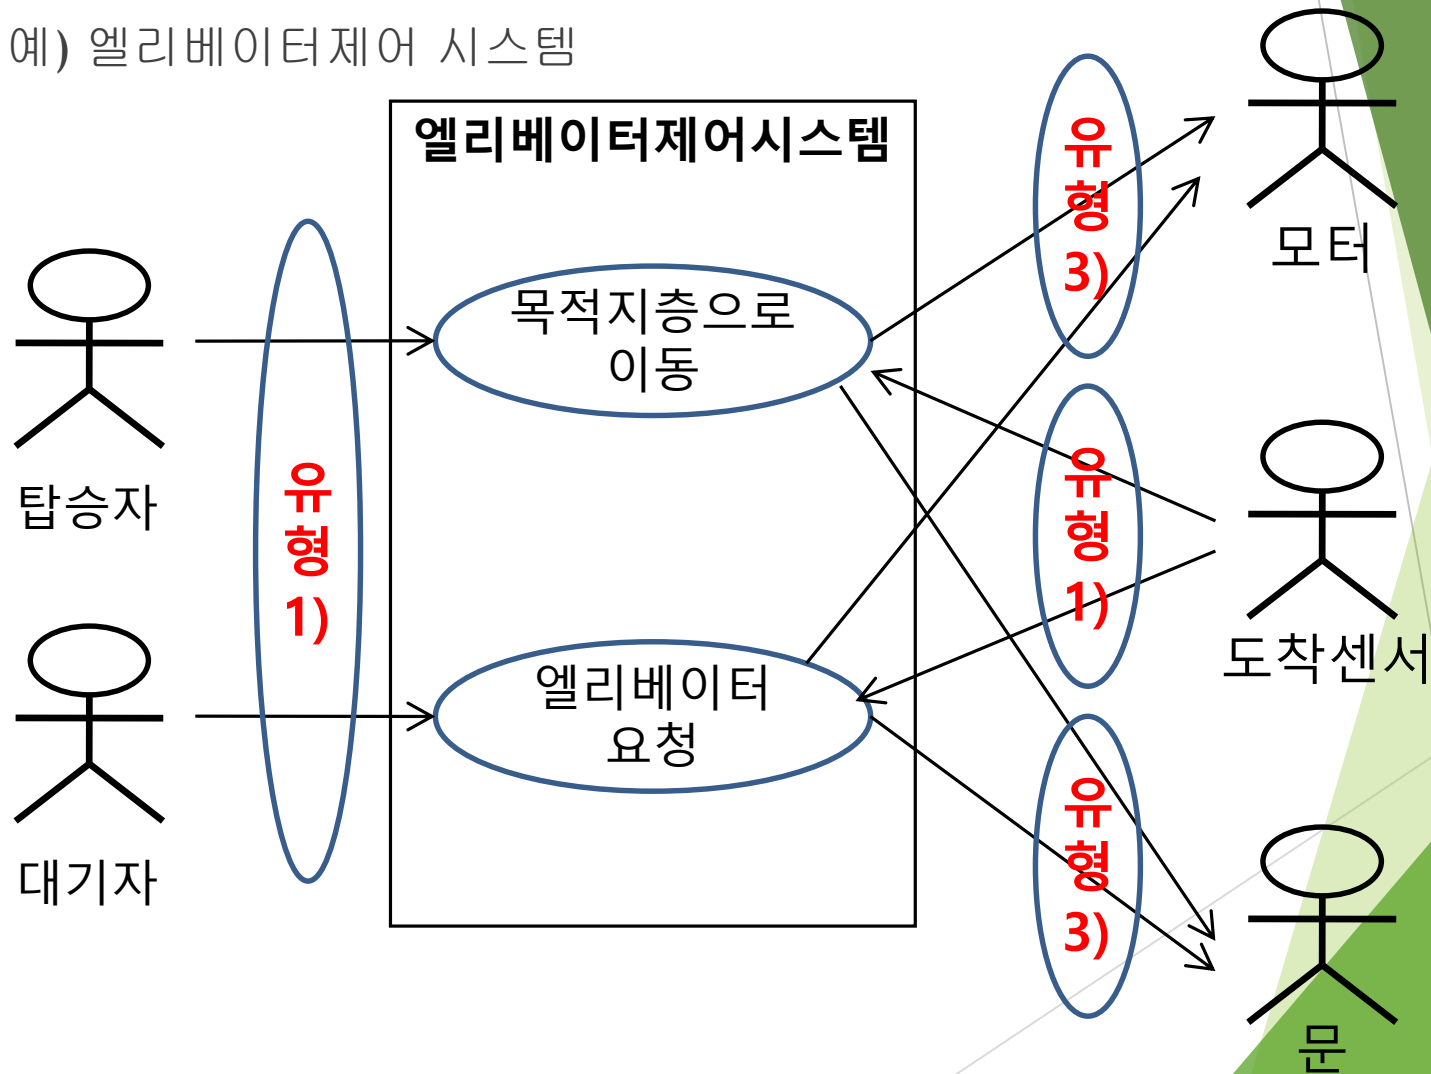 예) 엘리베이터제어 시스템
엘리베이터제어시스템
탑승자
대기자
유
형
1)
목적지층으로
이동
엘리베이터
요청
유
형
3)
유
형
1)
유
형
3)
모터
도착센서
문